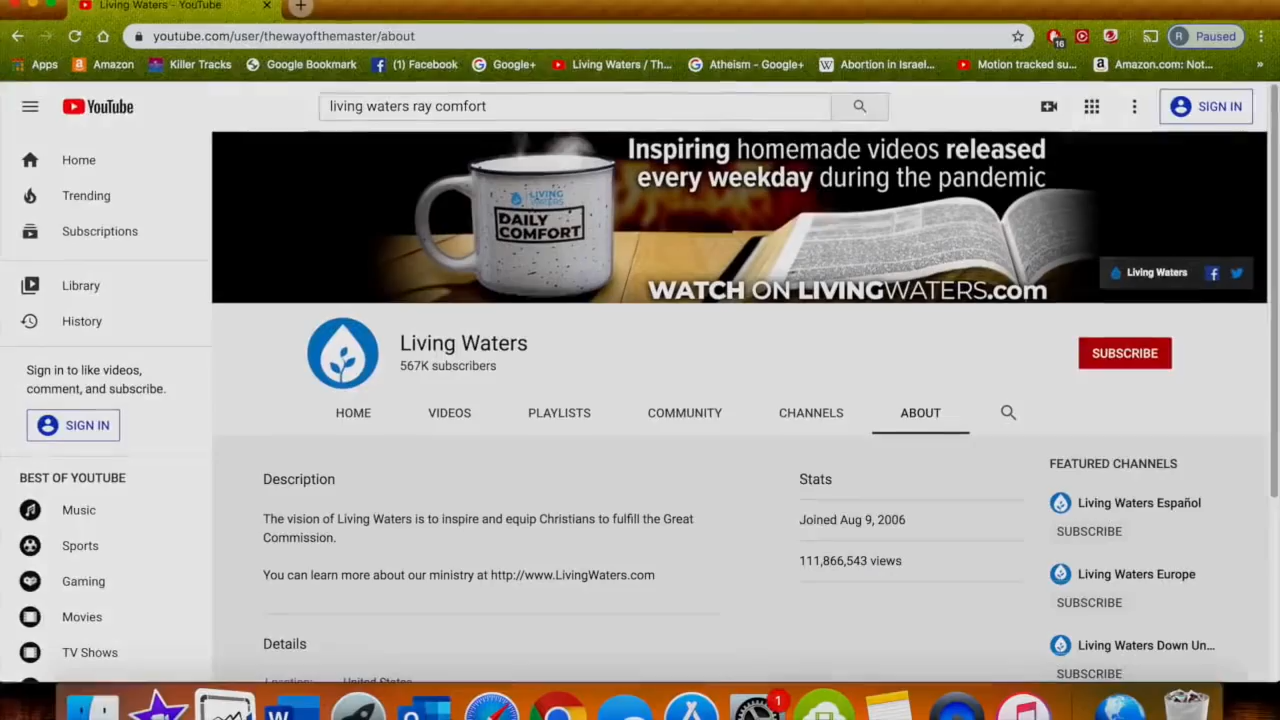 Living Waters - YouTube
youtube.com/user/thewayofthemaster/about
16
R Paused
Apps
Amazon
Killer Tracks
Google Bookmark
(1) Facebook
Google+
Living Waters / Th...
Atheism - Google+
Abortion in Israel...
Motion tracked su...
Amazon.com: Not...
»
YouTube
living waters ray comfort
SIGN IN
Home
Trending
Subscriptions
Library
History
Sign in to like videos,
comment, and subscribe.
SIGN IN
BEST OF YOUTUBE
Music
Sports
Gaming
Movies
TV Shows
Inspiring homemade videos released
every weekday during the pandemic
LIVING
DAILY
COMFORT
WATCH ON LIVINGWATERS.com
Living Waters
Living Waters
567K subscribers
SUBSCRIBE
HOME
VIDEOS
PLAYLISTS
COMMUNITY
CHANNELS
ABOUT
Description
The vision of Living Waters is to inspire and equip Christians to fulfill the Great
Commission.
You can learn more about our ministry at http://www.LivingWaters.com
Details
Location:
United States
Stats
Joined Aug 9, 2006
111,866,543 views
FEATURED CHANNELS
Living Waters Español
SUBSCRIBE
Living Waters Europe
SUBSCRIBE
Living Waters Down Un...
SUBSCRIBE
W
1